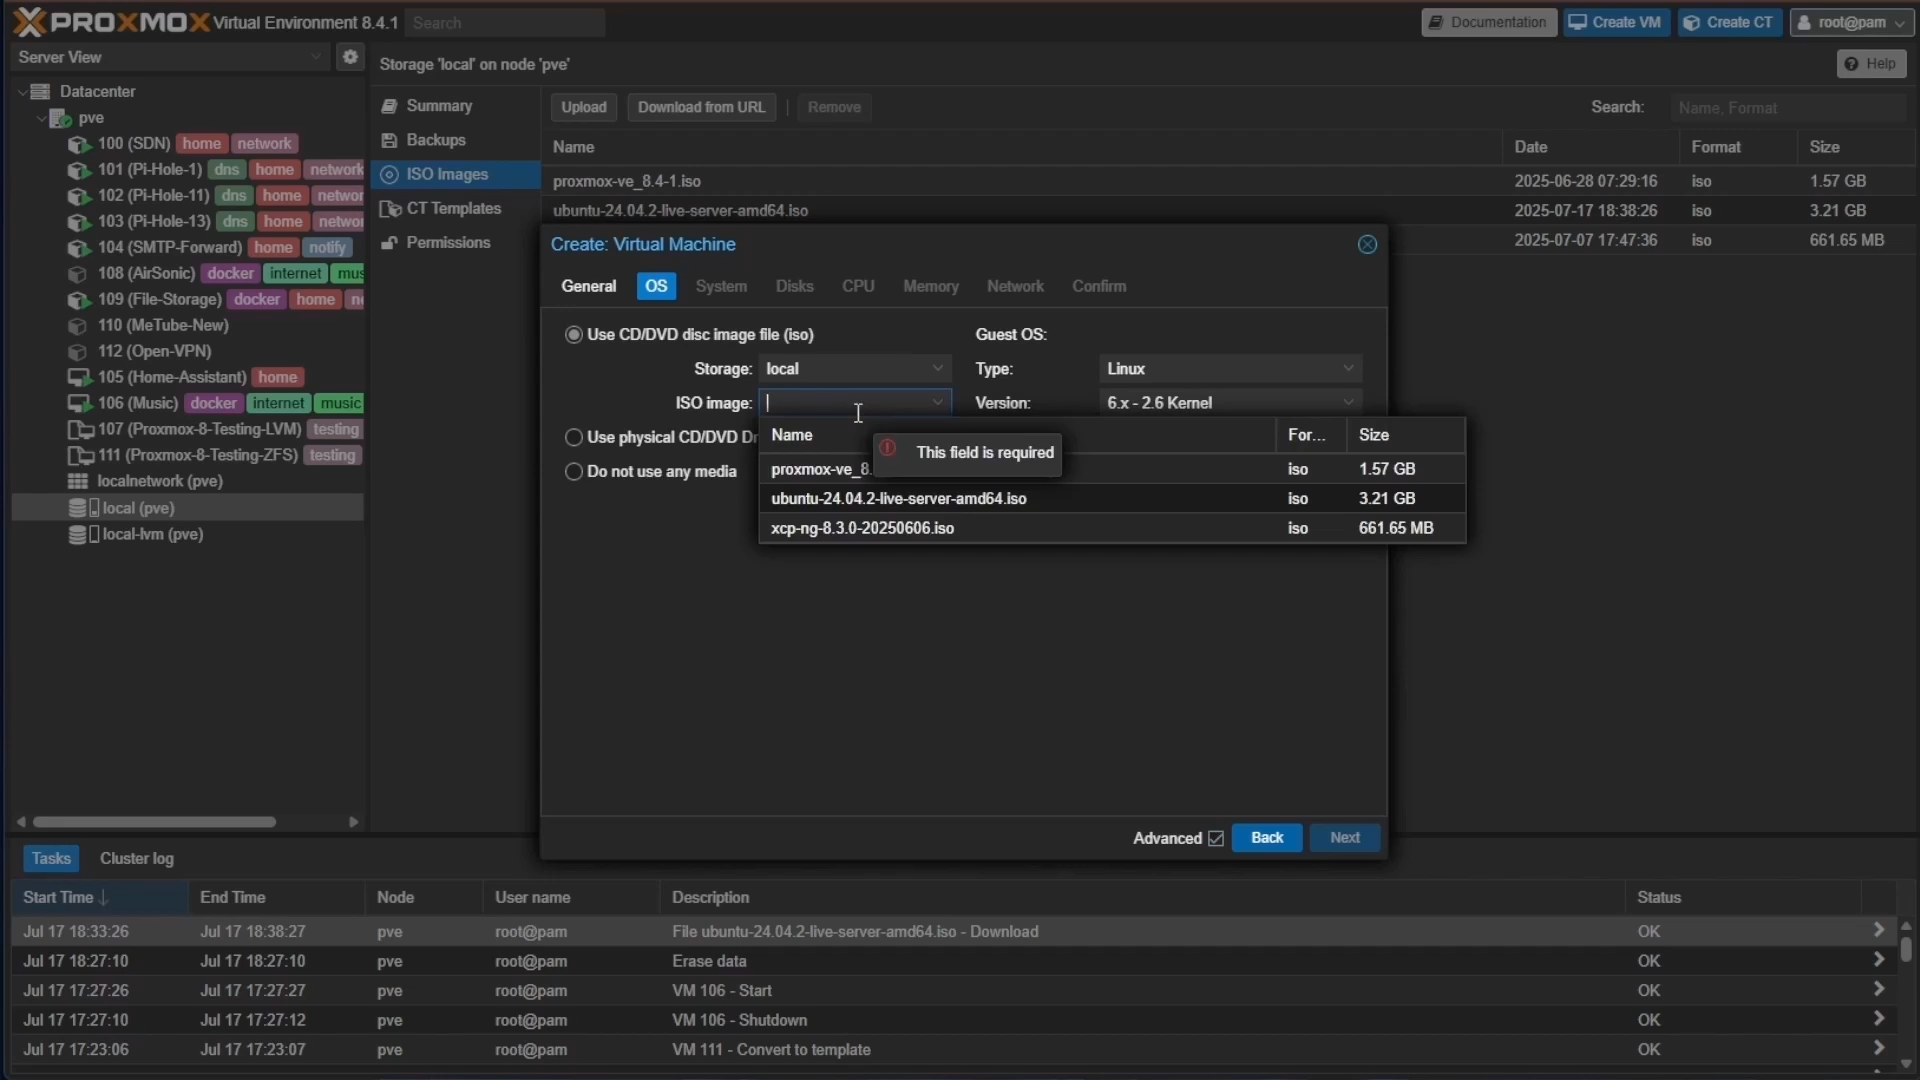 PROXMOX Virtual Environment 8.4.1 Search Documentation Create VM Create CT root@pam
Server View
Storage 'local' on node 'pve' Help
Datacenter
pve
100 (SDN) home network
101 (Pi-Hole-1) dns home network
102 (Pi-Hole-11) dns home networ
103 (Pi-Hole-13) dns home networ
104 (SMTP-Forward) home notify
108 (AirSonic) docker internet mus
109 (File-Storage) docker home ne
110 (MeTube-New)
112 (Open-VPN)
105 (Home-Assistant) home
106 (Music) docker internet music
107 (Proxmox-8-Testing-LVM) testing
111 (Proxmox-8-Testing-ZFS) testing
localnetwork (pve)
local (pve)
local-lvm (pve)
Summary
Backups
ISO Images
CT Templates
Permissions
Upload Download from URL Remove Search: Name, Format
Name Date Format Size
proxmox-ve_8.4-1.iso 2025-06-28 07:29:16 iso 1.57 GB
ubuntu-24.04.2-live-server-amd64.iso 2025-07-17 18:38:26 iso 3.21 GB
2025-07-07 17:47:36 iso 661.65 MB
Create: Virtual Machine
General OS System Disks CPU Memory Network Confirm
Use CD/DVD disc image file (iso) Guest OS:
Storage: local Type: Linux
ISO image: Version: 6.x - 2.6 Kernel
Use physical CD/DVD Dr
Do not use any media
Name For... Size
This field is required
proxmox-ve_8. iso 1.57 GB
ubuntu-24.04.2-live-server-amd64.iso iso 3.21 GB
xcp-ng-8.3.0-20250606.iso iso 661.65 MB
Advanced Back Next
Tasks Cluster log
Start Time End Time Node User name Description Status
Jul 17 18:33:26 Jul 17 18:38:27 pve root@pam File ubuntu-24.04.2-live-server-amd64.iso - Download OK
Jul 17 18:27:10 Jul 17 18:27:10 pve root@pam Erase data OK
Jul 17 17:27:26 Jul 17 17:27:27 pve root@pam VM 106 - Start OK
Jul 17 17:27:10 Jul 17 17:27:12 pve root@pam VM 106 - Shutdown OK
Jul 17 17:23:06 Jul 17 17:23:07 pve root@pam VM 111 - Convert to template OK